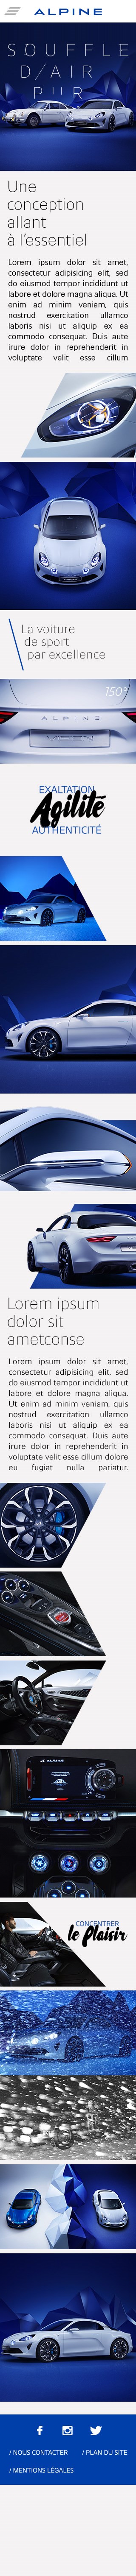 ALPINE
SOUFFLE
D/AIR
PUR
Une
conception
allant
à l'essentiel
Lorem ipsum dolor sit amet,
consectetur adipisicing elit, sed
do eiusmod tempor incididunt ut
labore et dolore magna aliqua. Ut
enim ad minim veniam, quis
nostrud exercitation ullamco
laboris nisi ut aliquip ex ea
commodo consequat. Duis aute
irure dolor in reprehenderit in
voluptate velit esse cillum
La voiture
de sport
par excellence
150°
ALPINE
EXALTATION
Agilité
AUTHENTICITÉ
Lorem ipsum
dolor sit
ametconse
Lorem ipsum dolor sit amet,
consectetur adipisicing elit, sed
do eiusmod tempor incididunt ut
labore et dolore magna aliqua.
Ut enim ad minim veniam, quis
nostrud exercitation ullamco
laboris nisi ut aliquip ex ea
commodo consequat. Duis aute
irure dolor in reprehenderit in
voluptate velit esse cillum dolore
eu fugiat nulla pariatur.
ALPINE
CONCENTRER
le Plaisir
/ NOUS CONTACTER
/ PLAN DU SITE
/ MENTIONS LÉGALES